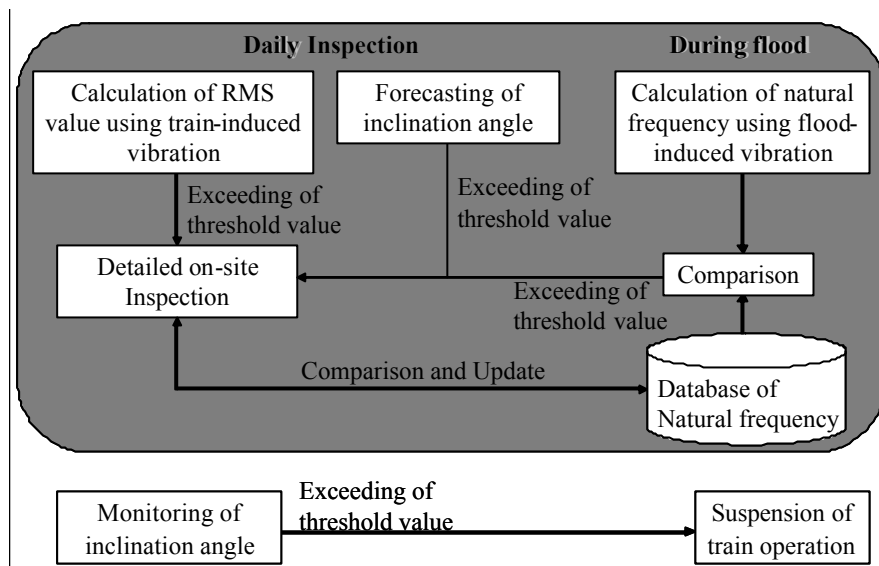 Daily Inspection
During flood
Calculation of RMS
value using train-induced
vibration
Forecasting of
inclination angle
Calculation of natural
frequency using flood-
induced vibration
Exceeding of
threshold value
Exceeding of
threshold value
Detailed on-site
Inspection
Comparison
Exceeding of
threshold value
Comparison and Update
Database of
Natural frequency
Monitoring of
inclination angle
Exceeding of
threshold value
Suspension of
train operation